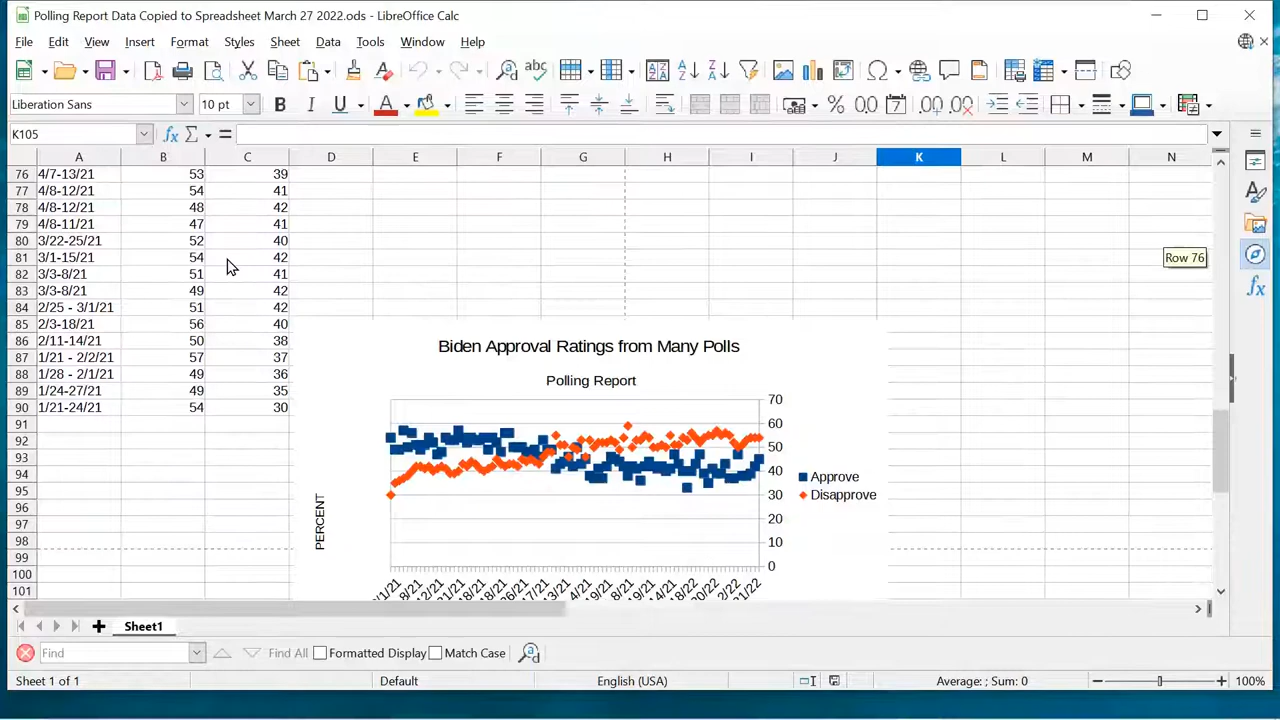 Polling Report Data Copied to Spreadsheet March 27 2022.ods - LibreOffice Calc
File Edit View Insert Format Styles Sheet Data Tools Window Help
Liberation Sans 10 pt
K105
A B C D E F G H I J K L M N
76 4/7-13/21 53 39
77 4/8-12/21 54 41
78 4/8-12/21 48 42
79 4/8-11/21 47 41
80 3/22-25/21 52 40
81 3/1-15/21 54 42
Row 76
82 3/3-8/21 51 41
83 3/3-8/21 49 42
84 2/25 - 3/1/21 51 42
85 2/3-18/21 56 40
86 2/11-14/21 50 38
87 1/21 - 2/2/21 57 37
88 1/28 - 2/1/21 49 36
89 1/24-27/21 49 35
90 1/21-24/21 54 30
91
92
93
94
95
96
97
98
99
100
101
Biden Approval Ratings from Many Polls
Polling Report
PERCENT
70
60
50
40
30
20
10
0
Approve
Disapprove
Sheet1
Find Find All Formatted Display Match Case
Sheet 1 of 1 Default English (USA) Average: ; Sum: 0 100%